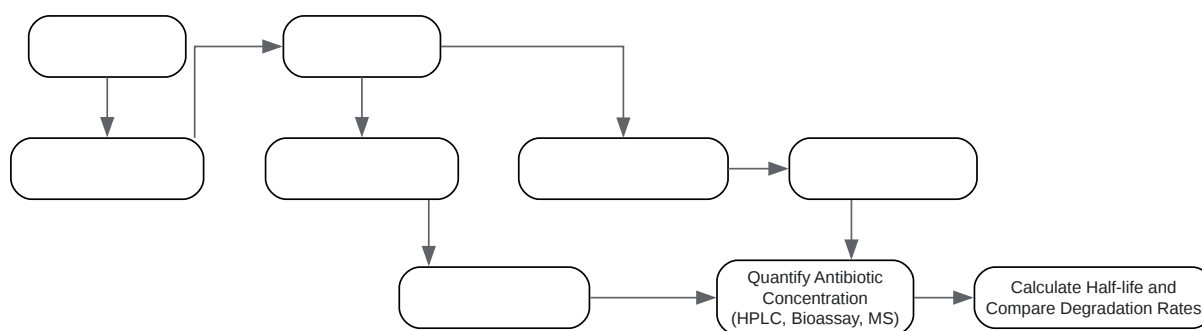 Quantify Antibiotic
Concentration
(HPLC, Bioassay, MS)
Calculate Half-life and
Compare Degradation Rates